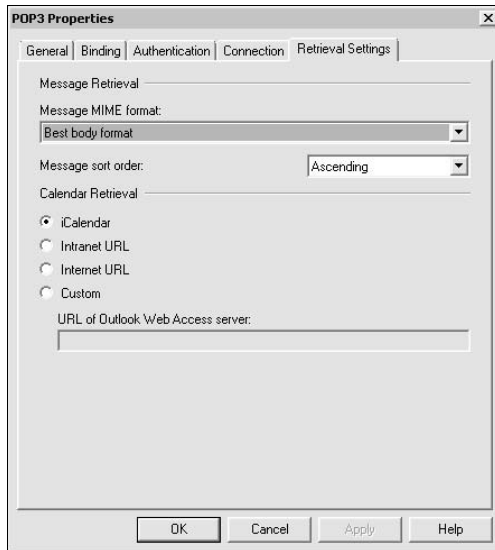 POP3 Properties
General Binding Authentication Connection Retrieval Settings
Message Retrieval
Message MIME format:
Best body format
Message sort order: Ascending
Calendar Retrieval
iCalendar
Intranet URL
Internet URL
Custom
URL of Outlook Web Access server:
OK Cancel Apply Help